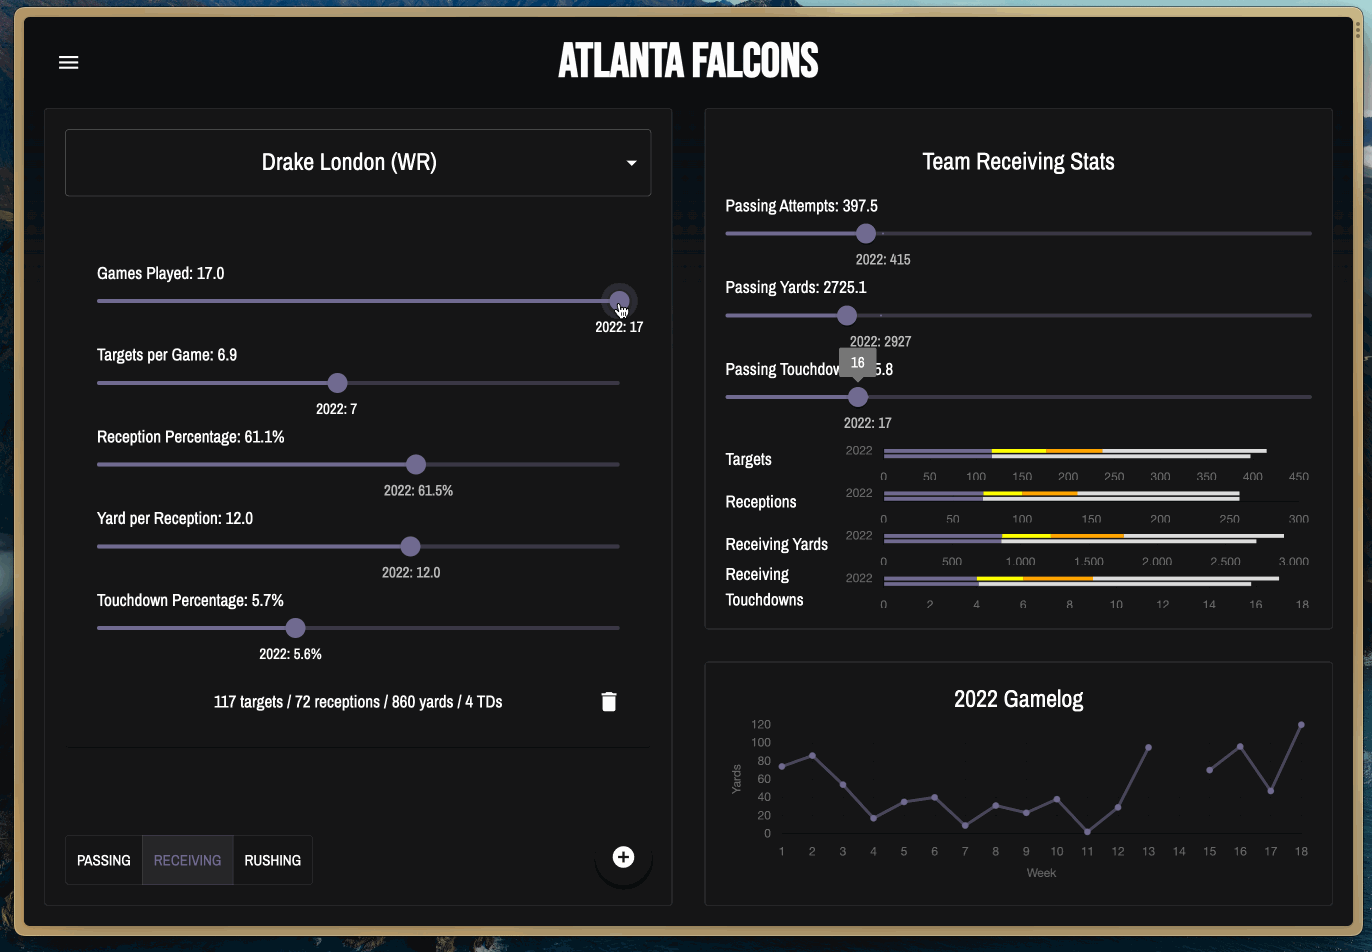 ATLANTA FALCONS
Drake London (WR)
Games Played: 17.0
2022: 17
Targets per Game: 6.9
2022: 7
Reception Percentage: 61.1%
2022: 61.5%
Yard per Reception: 12.0
2022: 12.0
Touchdown Percentage: 5.7%
2022: 5.6%
117 targets / 72 receptions / 860 yards / 4 TDs
PASSING
RECEIVING
RUSHING
Team Receiving Stats
Passing Attempts: 397.5
2022: 415
Passing Yards: 2725.1
2022: 2927
16
Passing Touchdow 5.8
2022: 17
Targets
2022
0 50 100 150 200 250 300 350 400 450
Receptions
2022
0 50 100 150 200 250 300
Receiving Yards
2022
0 500 1.000 1.500 2.000 2.500 3.000
Receiving
Touchdowns
2022
0 2 4 6 8 10 12 14 16 18
2022 Gamelog
Yards
120
100
80
60
40
20
0
1 2 3 4 5 6 7 8 9 10 11 12 13 14 15 16 17 18
Week